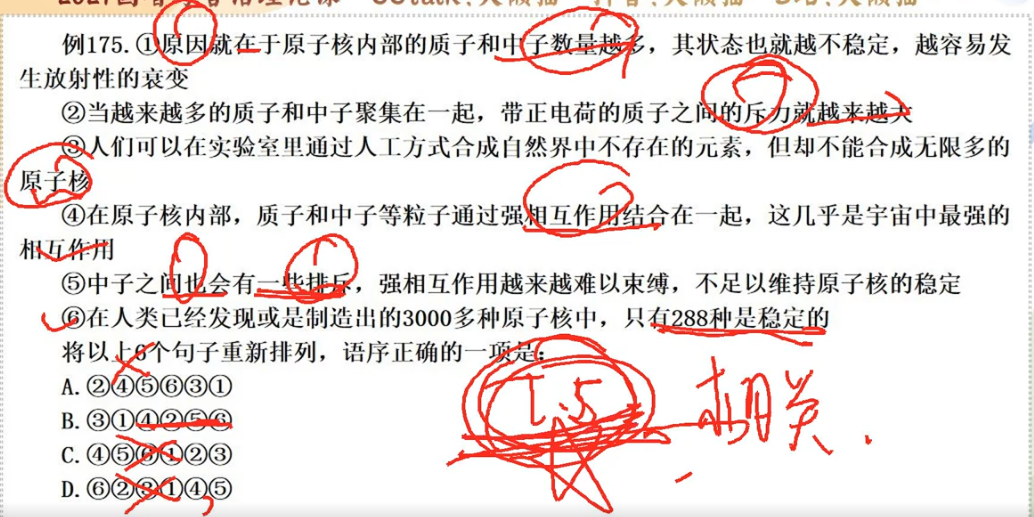 例175.①原因就在于原子核内部的质子和中子数量越多，其状态也就越不稳定，越容易发
生放射性的衰变
②当越来越多的质子和中子聚集在一起，带正电荷的质子之间的斥力就越来越大
③人们可以在实验室里通过人工方式合成自然界中不存在的元素，但却不能合成无限多的
原子核
④在原子核内部，质子和中子等粒子通过强相互作用结合在一起，这几乎是宇宙中最强的
相互作用
⑤中子之间也会有一些排斥，强相互作用越来越难以束缚，不足以维持原子核的稳定
⑥在人类已经发现或是制造出的3000多种原子核中，只有288种是稳定的
将以上6个句子重新排列，语序正确的一项是：
A.②④⑤⑥③①
B.③①④②⑤⑥
C.④⑤⑥①②③
D.⑥②③①④⑤
1.5
相关